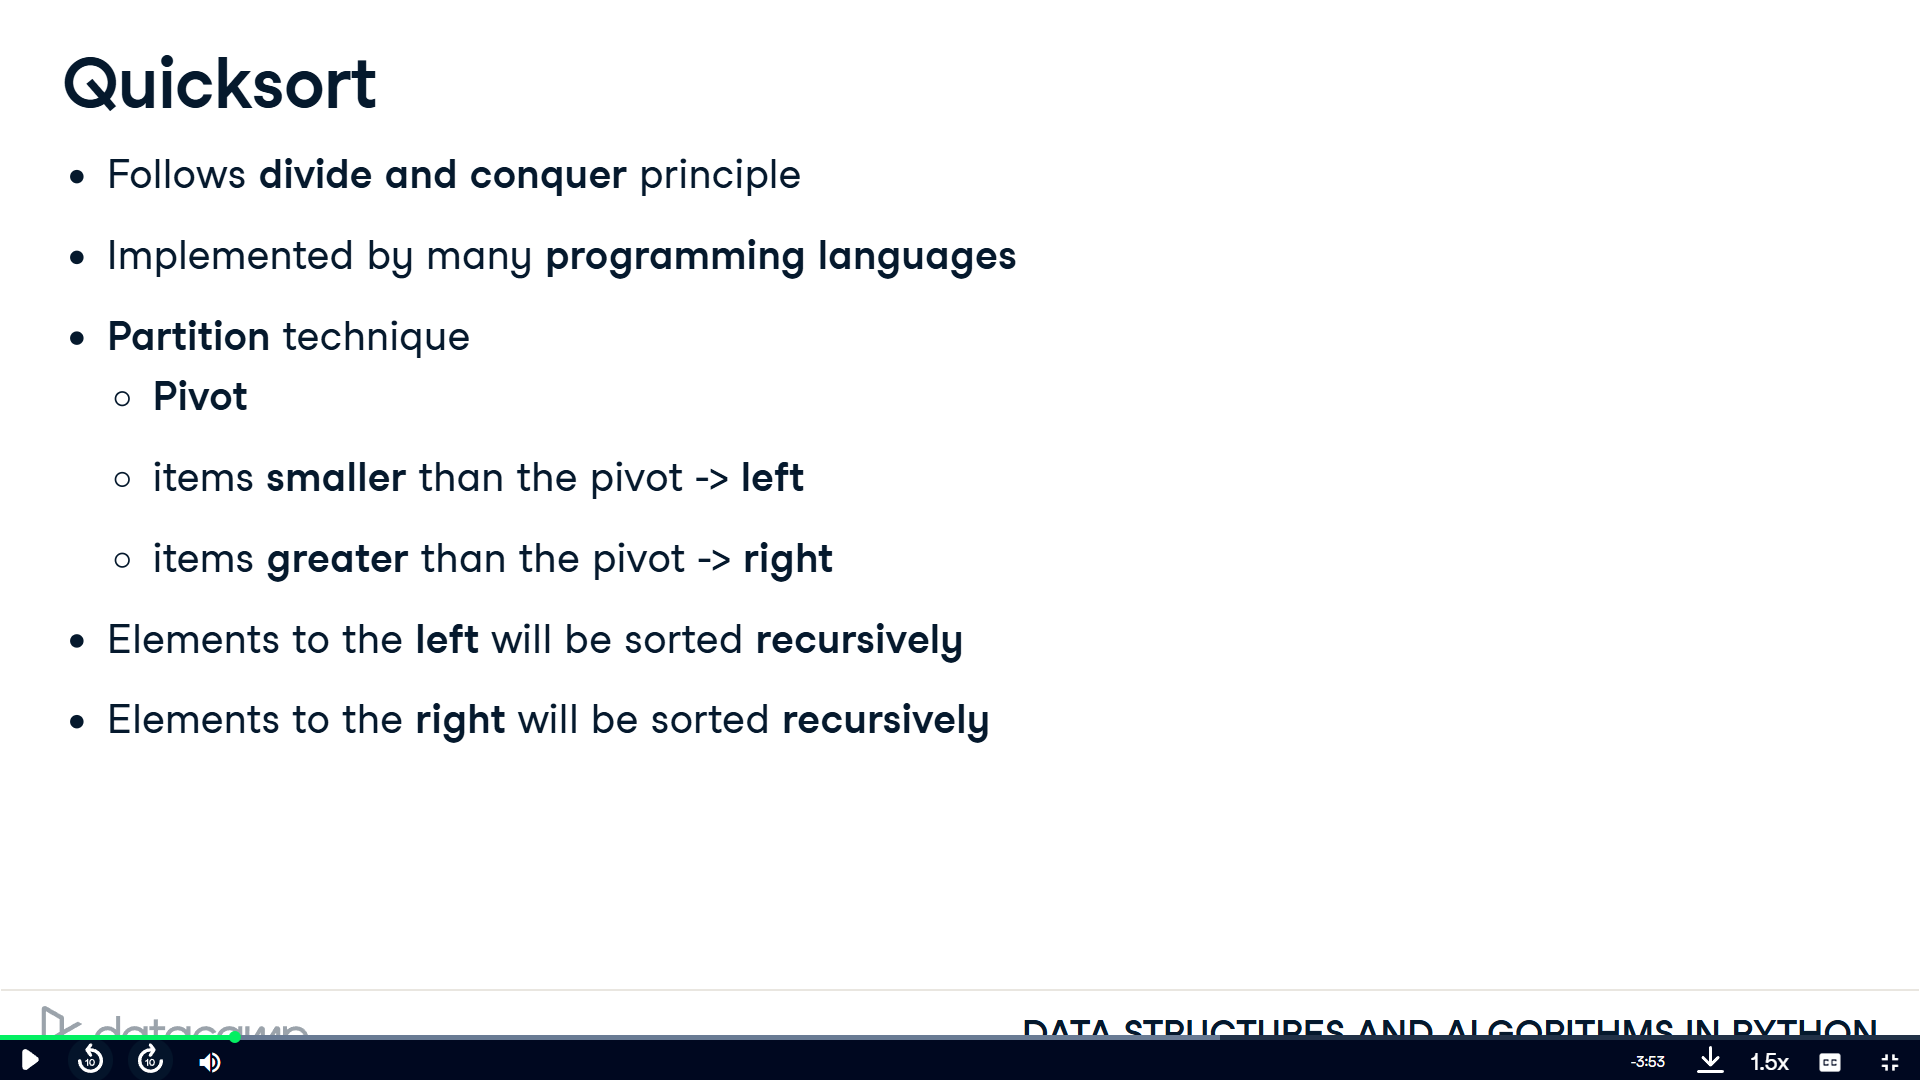 Quicksort
• Follows divide and conquer principle
• Implemented by many programming languages
• Partition technique
○ Pivot
○ items smaller than the pivot -> left
○ items greater than the pivot -> right
• Elements to the left will be sorted recursively
• Elements to the right will be sorted recursively
datacamp
DATA STRUCTURES AND ALGORITHMS IN PYTHON
10
10
-3:53
1.5x
CC